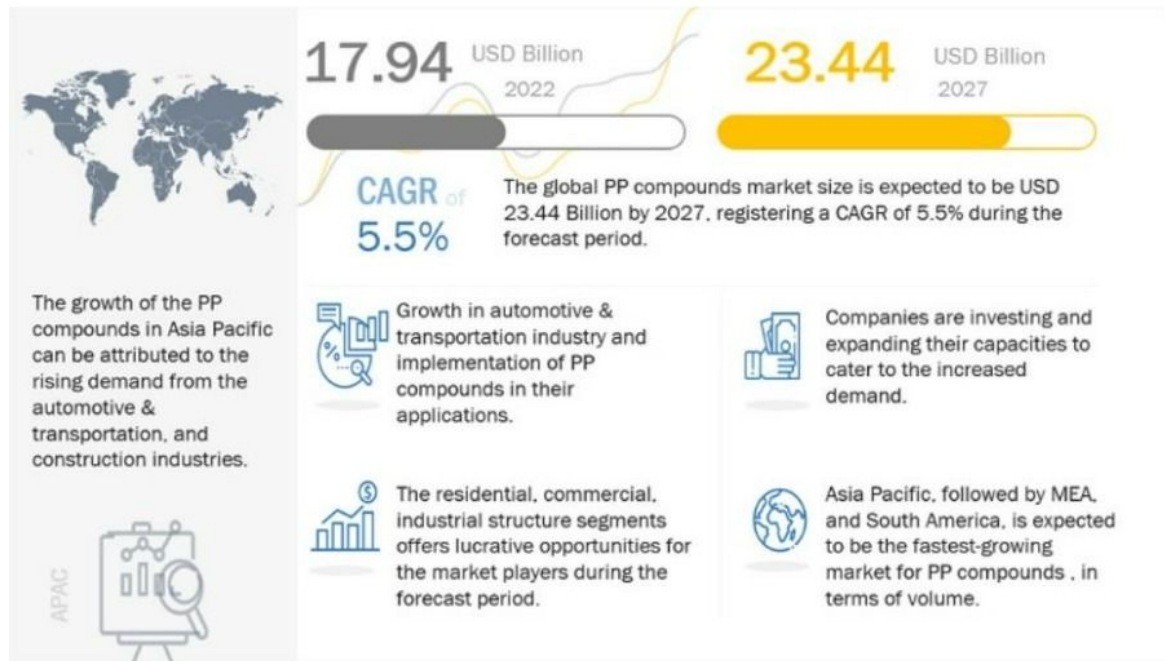 17.94
USD Billion
2022
23.44
USD Billion
2027
CAGR of
5.5%
The global PP compounds market size is expected to be USD
23.44 Billion by 2027, registering a CAGR of 5.5% during the
forecast period.
The growth of the PP
compounds in Asia Pacific
can be attributed to the
rising demand from the
automotive &
transportation, and
construction industries.
APAC
Growth in automotive &
transportation industry and
implementation of PP
compounds in their
applications.
Companies are investing and
expanding their capacities to
cater to the increased
demand.
The residential, commercial,
industrial structure segments
offers lucrative opportunities for
the market players during the
forecast period.
Asia Pacific, followed by MEA,
and South America, is expected
to be the fastest-growing
market for PP compounds , in
terms of volume.